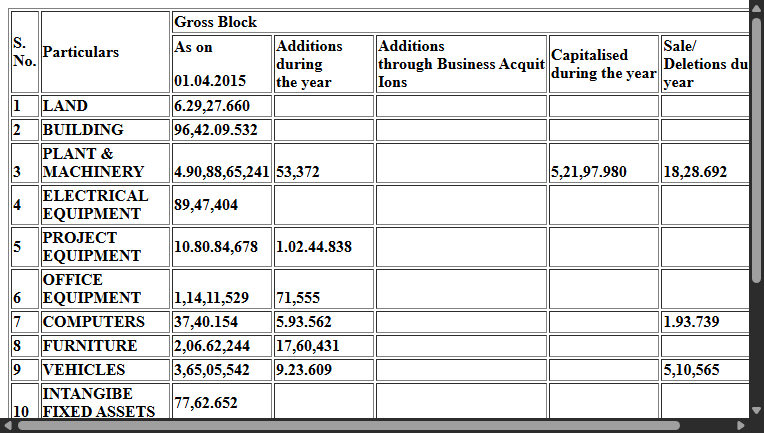 Gross Block
S.
No.
Particulars
As on
01.04.2015
Additions
during
the year
Additions
through Business Acquit
Ions
Capitalised
during the year
Sale/
Deletions du
year
1 LAND 6.29,27.660
2 BUILDING 96,42.09.532
PLANT &
3 MACHINERY 4.90,88,65,241 53,372 5,21,97.980 18,28.692
ELECTRICAL
4 EQUIPMENT 89,47,404
PROJECT
5 EQUIPMENT 10.80.84,678 1.02.44.838
OFFICE
6 EQUIPMENT 1,14,11,529 71,555
7 COMPUTERS 37,40.154 5.93.562 1.93.739
8 FURNITURE 2,06.62,244 17,60,431
9 VEHICLES 3,65,05,542 9.23.609 5,10,565
INTANGIBE
10 FIXED ASSETS 77,62.652